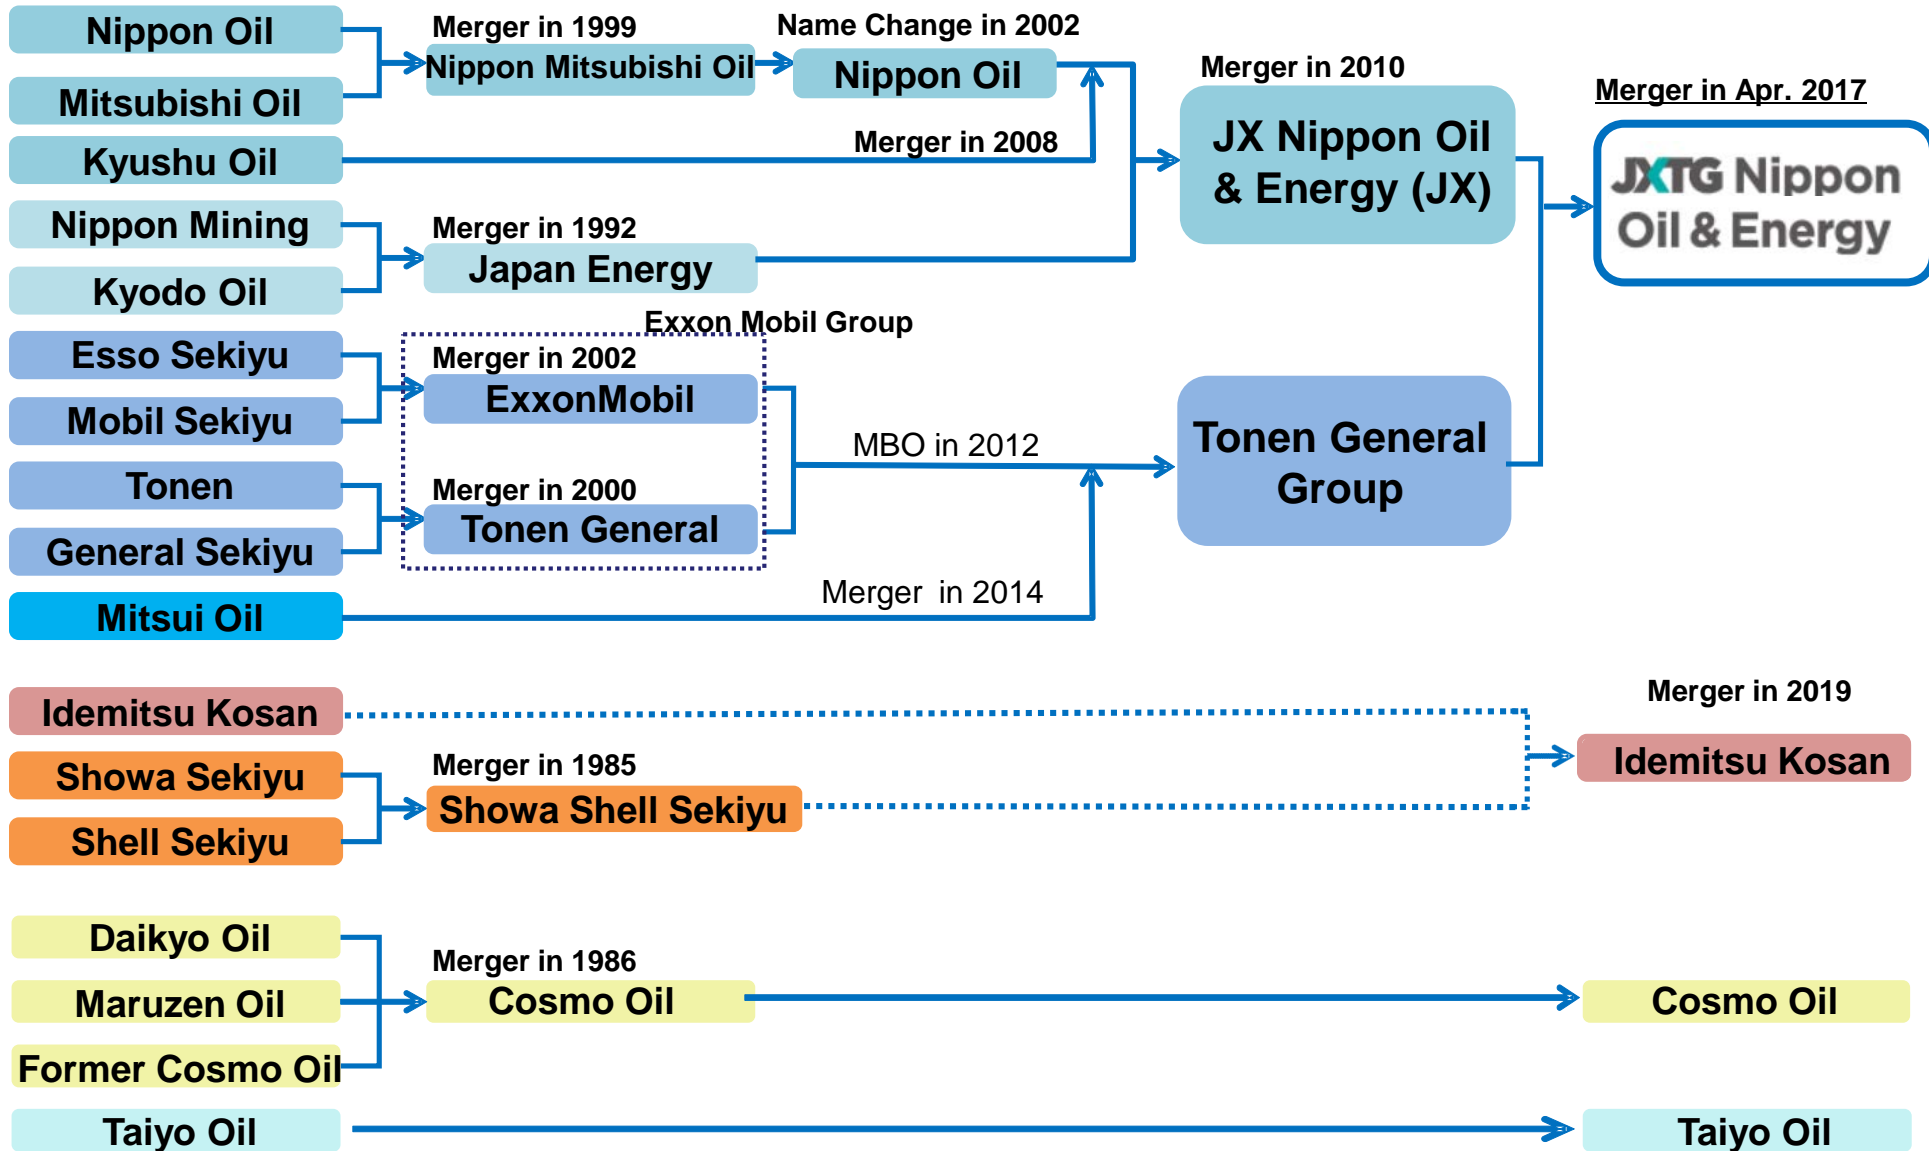 Nippon Oil
Mitsubishi Oil
Kyushu Oil
Nippon Mining
Kyodo Oil
Esso Sekiyu
Mobil Sekiyu
Tonen
General Sekiyu
Mitsui Oil
Idemitsu Kosan
Showa Sekiyu
Shell Sekiyu
Daikyo Oil
Maruzen Oil
Former Cosmo Oil
Taiyo Oil
Merger in 1999
Nippon Mitsubishi Oil
Name Change in 2002
Nippon Oil
Merger in 2008
Merger in 1992
Japan Energy
Exxon Mobil Group
Merger in 2002
ExxonMobil
Merger in 2000
Tonen General
MBO in 2012
Merger in 2014
Merger in 1985
Showa Shell Sekiyu
Merger in 1986
Cosmo Oil
Merger in 2010
JX Nippon Oil
& Energy (JX)
Tonen General
Group
Merger in Apr. 2017
JXTG Nippon
Oil & Energy
Merger in 2019
Idemitsu Kosan
Cosmo Oil
Taiyo Oil